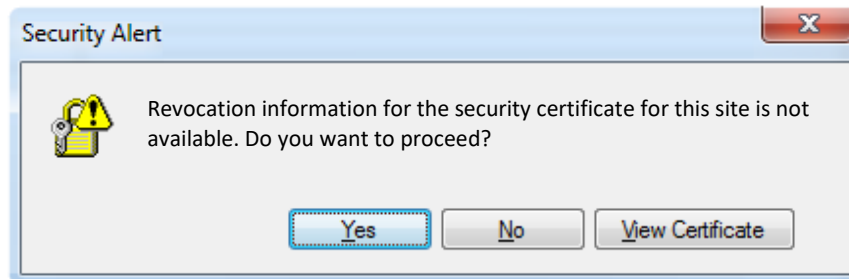 Security Alert
Revocation information for the security certificate for this site is not
available. Do you want to proceed?
Yes
No
View Certificate